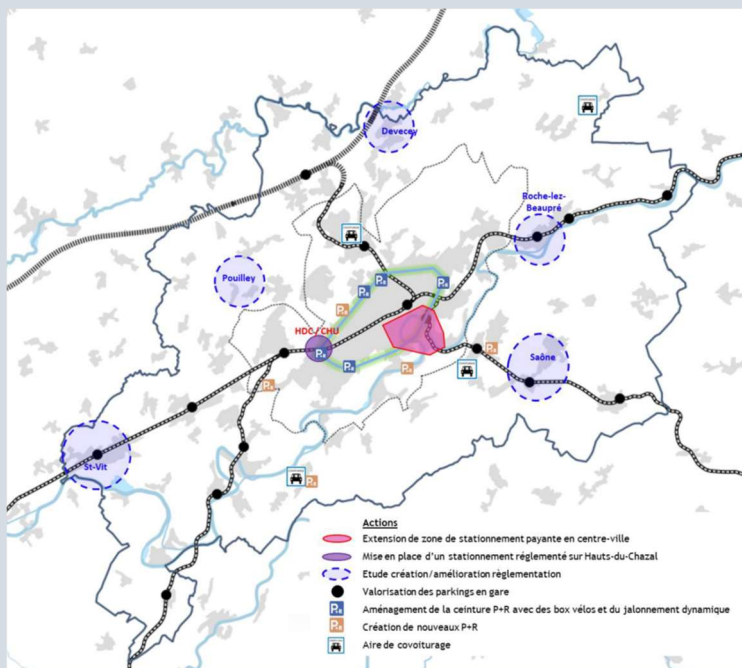 Devecey
Roche-lez-
Beaupré
Pouilley
P+R
P+R
P+R
P+R
HDC / CHU
P+R
P+R
P+R
P+R
Saône
P+R
St-Vit
P+R
Actions
Extension de zone de stationnement payante en centre-ville
Mise en place d'un stationnement réglementé sur Hauts-du-Chazal
Etude création/amélioration règlementation
Valorisation des parkings en gare
P+R Aménagement de la ceinture P+R avec des box vélos et du jalonnement dynamique
P+R Création de nouveaux P+R
Aire de covoiturage